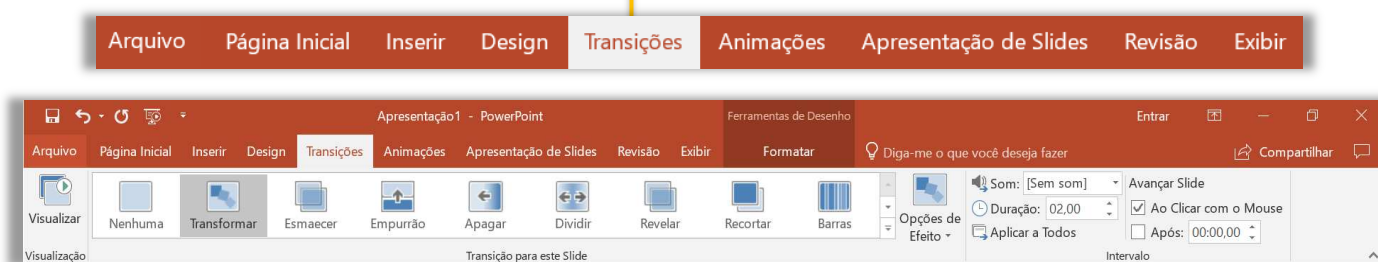 Arquivo Página Inicial Inserir Design Transições Animações Apresentação de Slides Revisão Exibir
Apresentação1 - PowerPoint Ferramentas de Desenho Entrar
Arquivo Página Inicial Inserir Design Transições Animações Apresentação de Slides Revisão Exibir Formatar Diga-me o que você deseja fazer Compartilhar
Visualizar
Nenhuma Transformar Esmaecer Empurrão Apagar Dividir Revelar Recortar Barras
Opções de
Efeito
Som: [Sem som]
Duração: 02,00
Aplicar a Todos
Avançar Slide
Ao Clicar com o Mouse
Após: 00:00,00
Visualização Transição para este Slide Intervalo